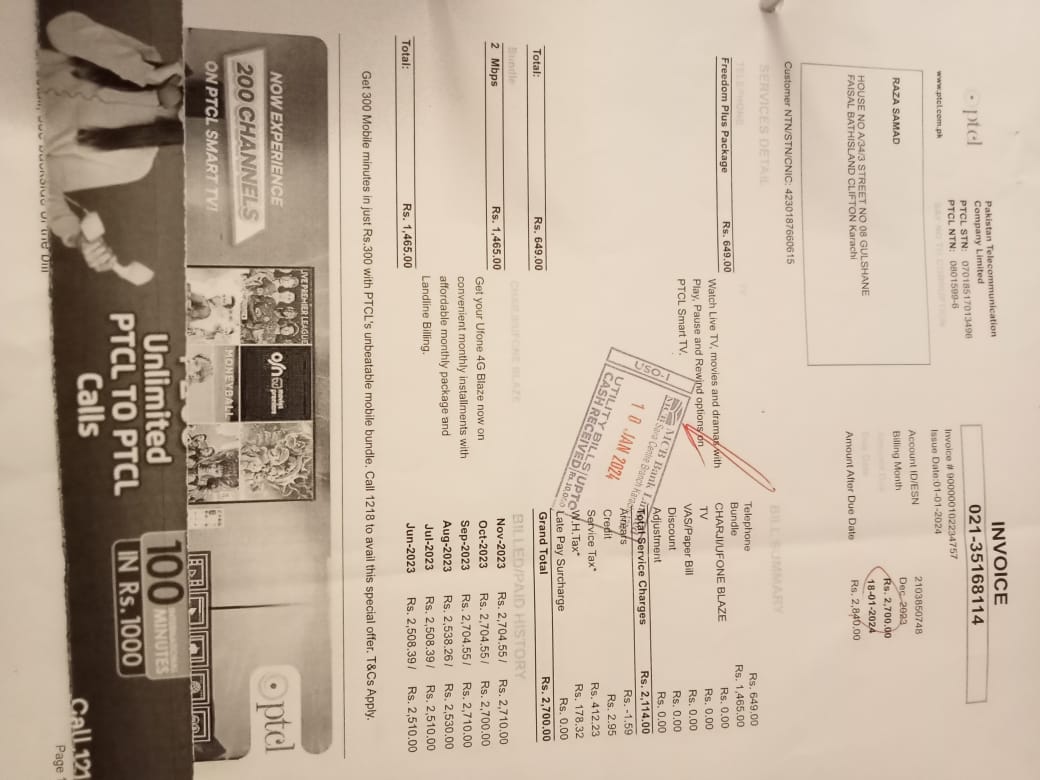 ptcl
www.ptcl.com.pk
Pakistan Telecommunication
Company Limited
PTCL STN: 0701851701349​8
PTCL NTN: 0801599-6
INVOICE
021-35168114
RAZA SAMAD
HOUSE NO A/34/3 STREET NO 08 GULSHANE
FAISAL BATHISLAND CLIFTON Karachi
Invoice # 900000102234757
Issue Date:01-01-2024
Account ID/ESN 2103850748
Billing Month Dec-2023
Rs. 2,700.00
18-01-2024
Amount After Due Date Rs. 2,840.00
Customer NTN/STN/CNIC: 4230187660615
SERVICES DETAIL
TELEPHONE
TV
Freedom Plus Package Rs. 649.00
Watch Live TV, movies and dramas with
Play, Pause and Rewind options on
PTCL Smart TV.
Total: Rs. 649.00
Bundle
CHARJI/UFONE BLAZE
2 Mbps Rs. 1,465.00
Get your Ufone 4G Blaze now on
convenient monthly installments with
affordable monthly package and
Landline Billing.
Total: Rs. 1,465.00
BILL SUMMARY
Telephone Rs. 649.00
Bundle Rs. 1,465.00
CHARJI/UFONE BLAZE Rs. 0.00
TV Rs. 0.00
VAS/Paper Bill Rs. 0.00
Discount Rs. 0.00
Adjustment Rs. 0.00
Total Service Charges Rs. 2,114.00
Arrears Rs. -1.59
Credit Rs. 2.95
Service Tax* Rs. 412.23
W.H.Tax* Rs. 178.32
Late Pay Surcharge Rs. 0.00
Grand Total Rs. 2,700.00
USO-I
MCB Bank
10 JAN 2024
UTILITY BILLS UPTO
CASH RECEIVED
BILLED/PAID HISTORY
Nov-2023 Rs. 2,704.55/ Rs. 2,710.00
Oct-2023 Rs. 2,704.55/ Rs. 2,700.00
Sep-2023 Rs. 2,704.55/ Rs. 2,710.00
Aug-2023 Rs. 2,538.26/ Rs. 2,530.00
Jul-2023 Rs. 2,508.39/ Rs. 2,510.00
Jun-2023 Rs. 2,508.39/ Rs. 2,510.00
Get 300 Mobile minutes in just Rs.300 with PTCL's unbeatable mobile bundle. Call 1218 to avail this special offer. T&Cs Apply.
NOW EXPERIENCE
200 CHANNELS
ON PTCL SMART TV!
MONEYBALL
ptcl
Unlimited
PTCL TO PTCL
Calls
100 MINUTES
IN Rs.1000
Call 121
Page